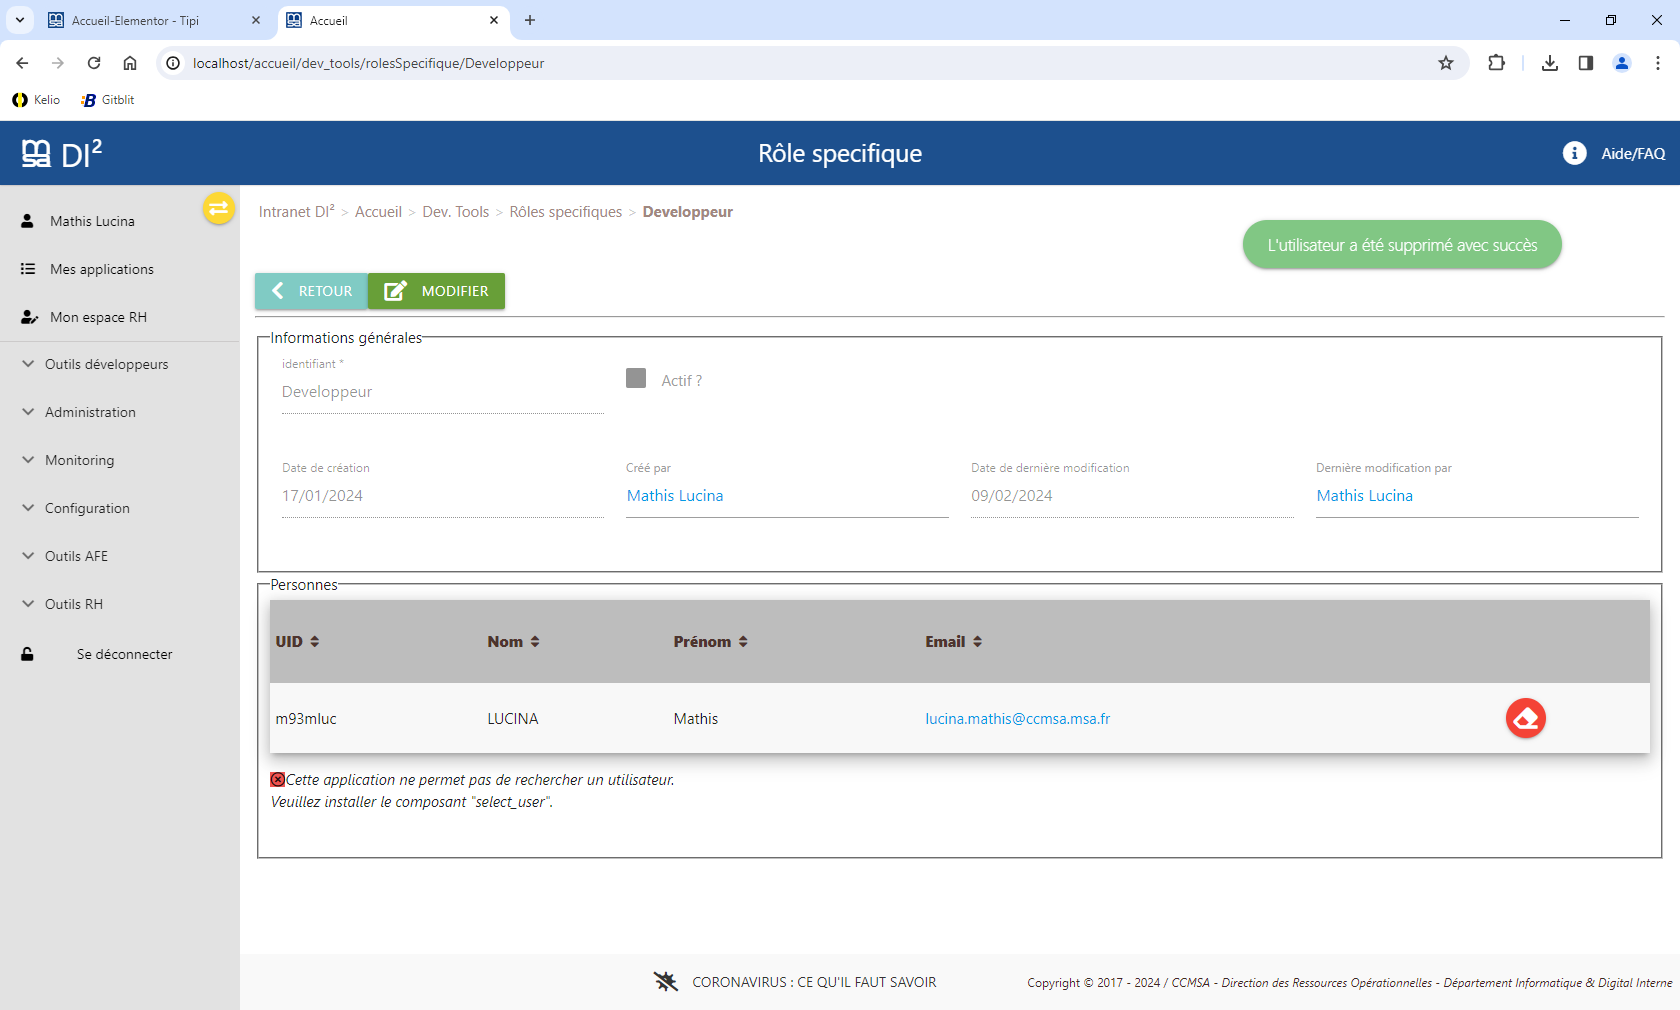 Accueil-Elementor - Tipi
Accueil
localhost/accueil/dev_tools/rolesSpecifique/Developpeur
Kelio
Gitblit
msa DI²
Rôle specifique
Aide/FAQ
Mathis Lucina
Mes applications
Mon espace RH
Outils développeurs
Administration
Monitoring
Configuration
Outils AFE
Outils RH
Se déconnecter
Intranet DI² > Accueil > Dev. Tools > Rôles specifiques > Developpeur
L'utilisateur a été supprimé avec succès
RETOUR
MODIFIER
Informations générales
identifiant *
Developpeur
Actif ?
Date de création
17/01/2024
Créé par
Mathis Lucina
Date de dernière modification
09/02/2024
Dernière modification par
Mathis Lucina
Personnes
UID Nom Prénom Email
m93mluc LUCINA Mathis lucina.mathis@ccmsa.msa.fr
Cette application ne permet pas de rechercher un utilisateur.
Veuillez installer le composant "select_user".
CORONAVIRUS : CE QU'IL FAUT SAVOIR
Copyright © 2017 - 2024 / CCMSA - Direction des Ressources Opérationnelles - Département Informatique & Digital Interne